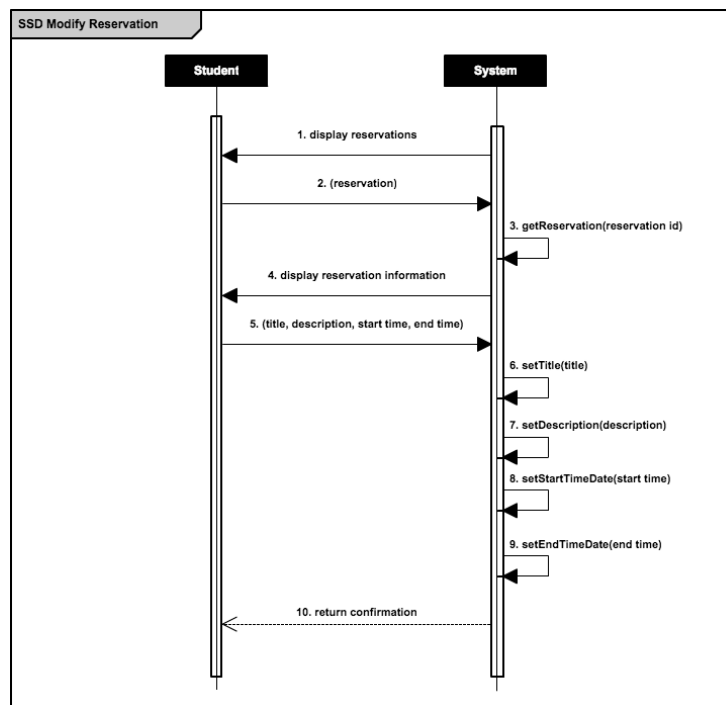 SSD Modify Reservation
Student
System
1. display reservations
2. (reservation)
3. getReservation(reservation id)
4. display reservation information
5. (title, description, start time, end time)
6. setTitle(title)
7. setDescription(description)
8. setStartTimeDate(start time)
9. setEndTimeDate(end time)
10. return confirmation